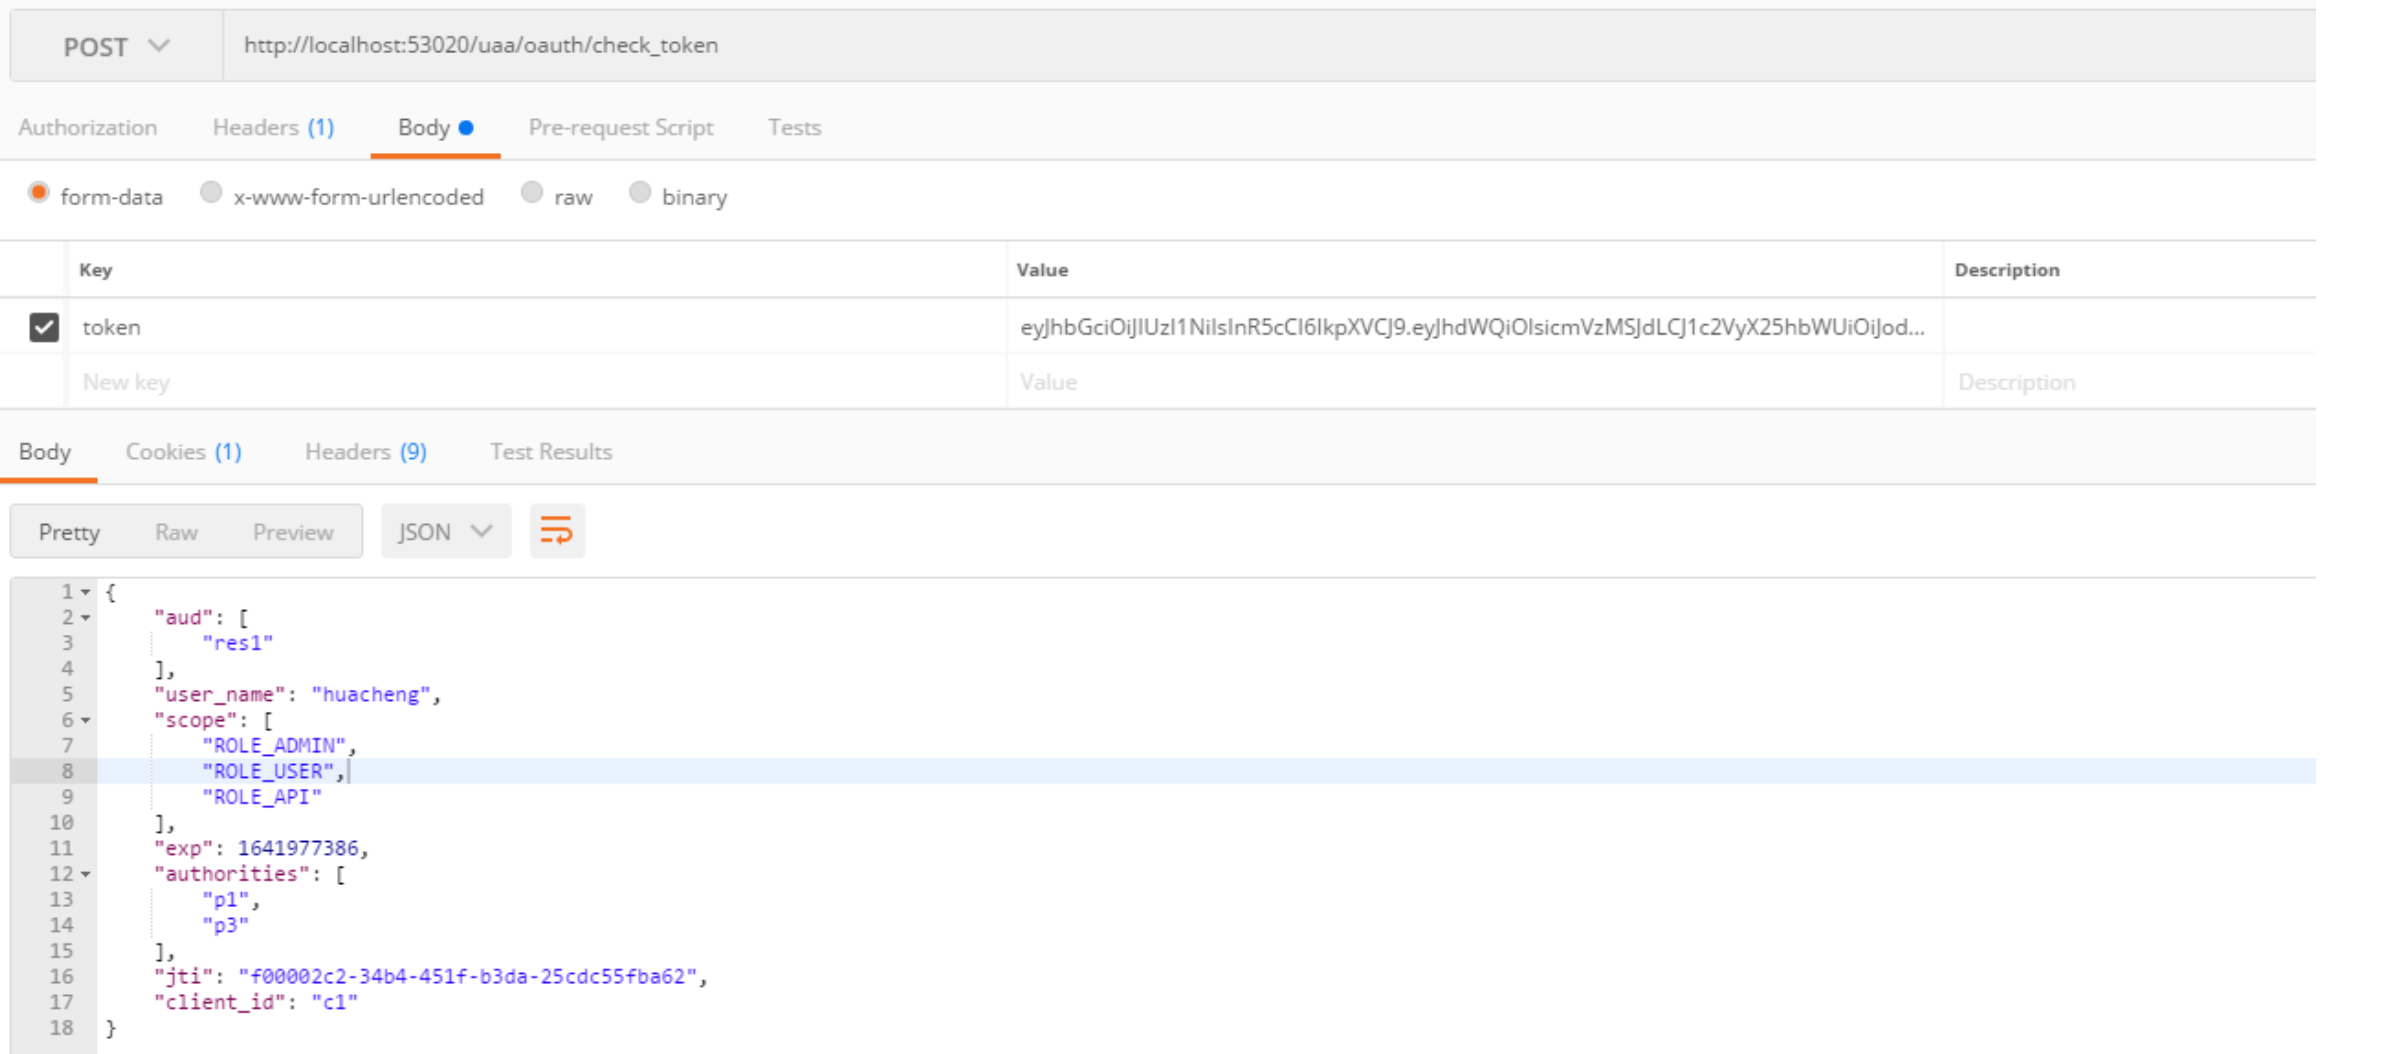 POST http://localhost:53020/uaa/oauth/check_token
Authorization Headers (1) Body Pre-request Script Tests
form-data x-www-form-urlencoded raw binary
Key Value Description
token eyJhbGciOiJIUzI1NiIsInR5cCI6IkpXVCJ9.eyJhdWQiOlsicmVzMSJdLCJ1c2VyX25hbWUiOiJod...
New key Value Description
Body Cookies (1) Headers (9) Test Results
Pretty Raw Preview JSON
1 {
2 "aud": [
3 "res1"
4 ],
5 "user_name": "huacheng",
6 "scope": [
7 "ROLE_ADMIN",
8 "ROLE_USER",
9 "ROLE_API"
10 ],
11 "exp": 1641977386,
12 "authorities": [
13 "p1",
14 "p3"
15 ],
16 "jti": "f00002c2-34b4-451f-b3da-25cdc55fba62",
17 "client_id": "c1"
18 }